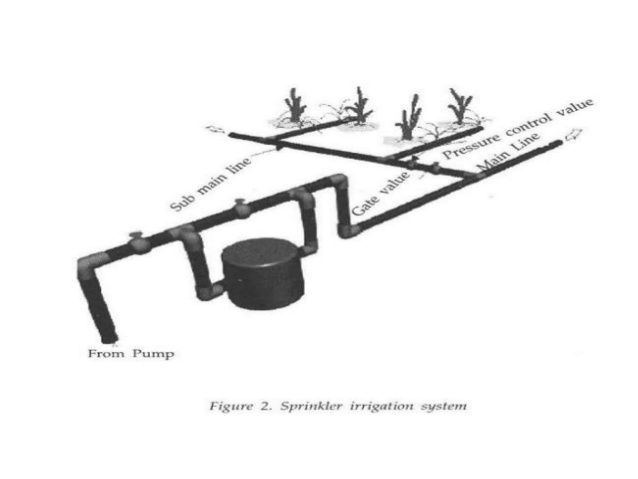 Pressure control value
Main Line
Gate value
Sub main line
From Pump
Figure 2. Sprinkler irrigation system